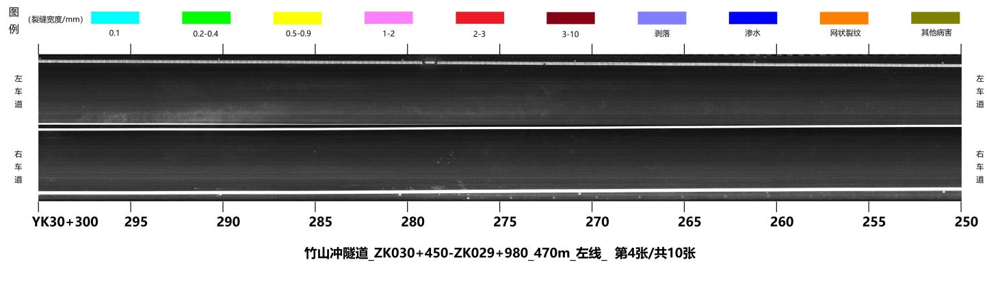 图例
(裂缝宽度/mm)
0.1 0.2-0.4 0.5-0.9 1-2 2-3 3-10 剥落 渗水 网状裂纹 其他病害
左车道
左车道
右车道
右车道
YK30+300 295 290 285 280 275 270 265 260 255 250
竹山冲隧道_ZK030+450-ZK029+980_470m_左线_ 第4张/共10张